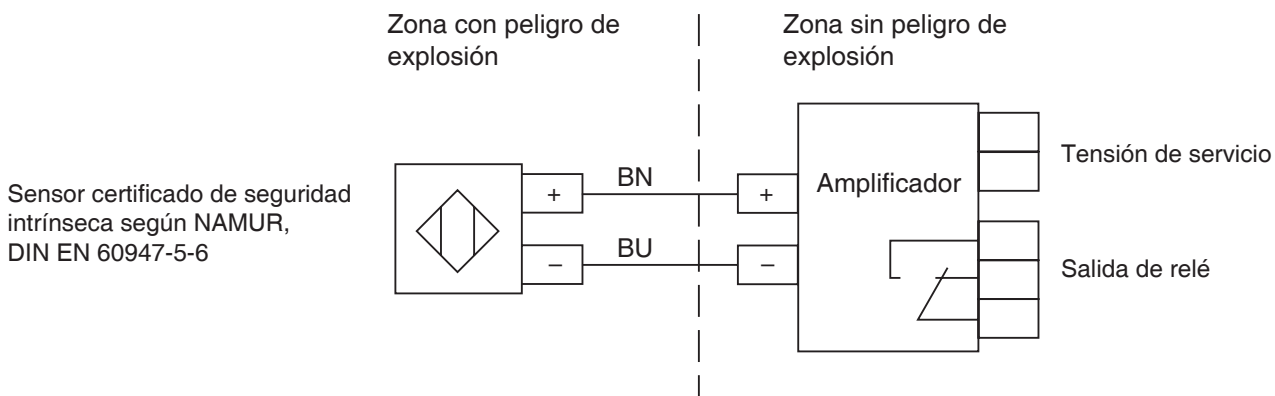 Zona con peligro de
explosión
Zona sin peligro de
explosión
Sensor certificado de seguridad
intrínseca según NAMUR,
DIN EN 60947-5-6
+
BN
+
–
BU
–
Amplificador
Tensión de servicio
Salida de relé